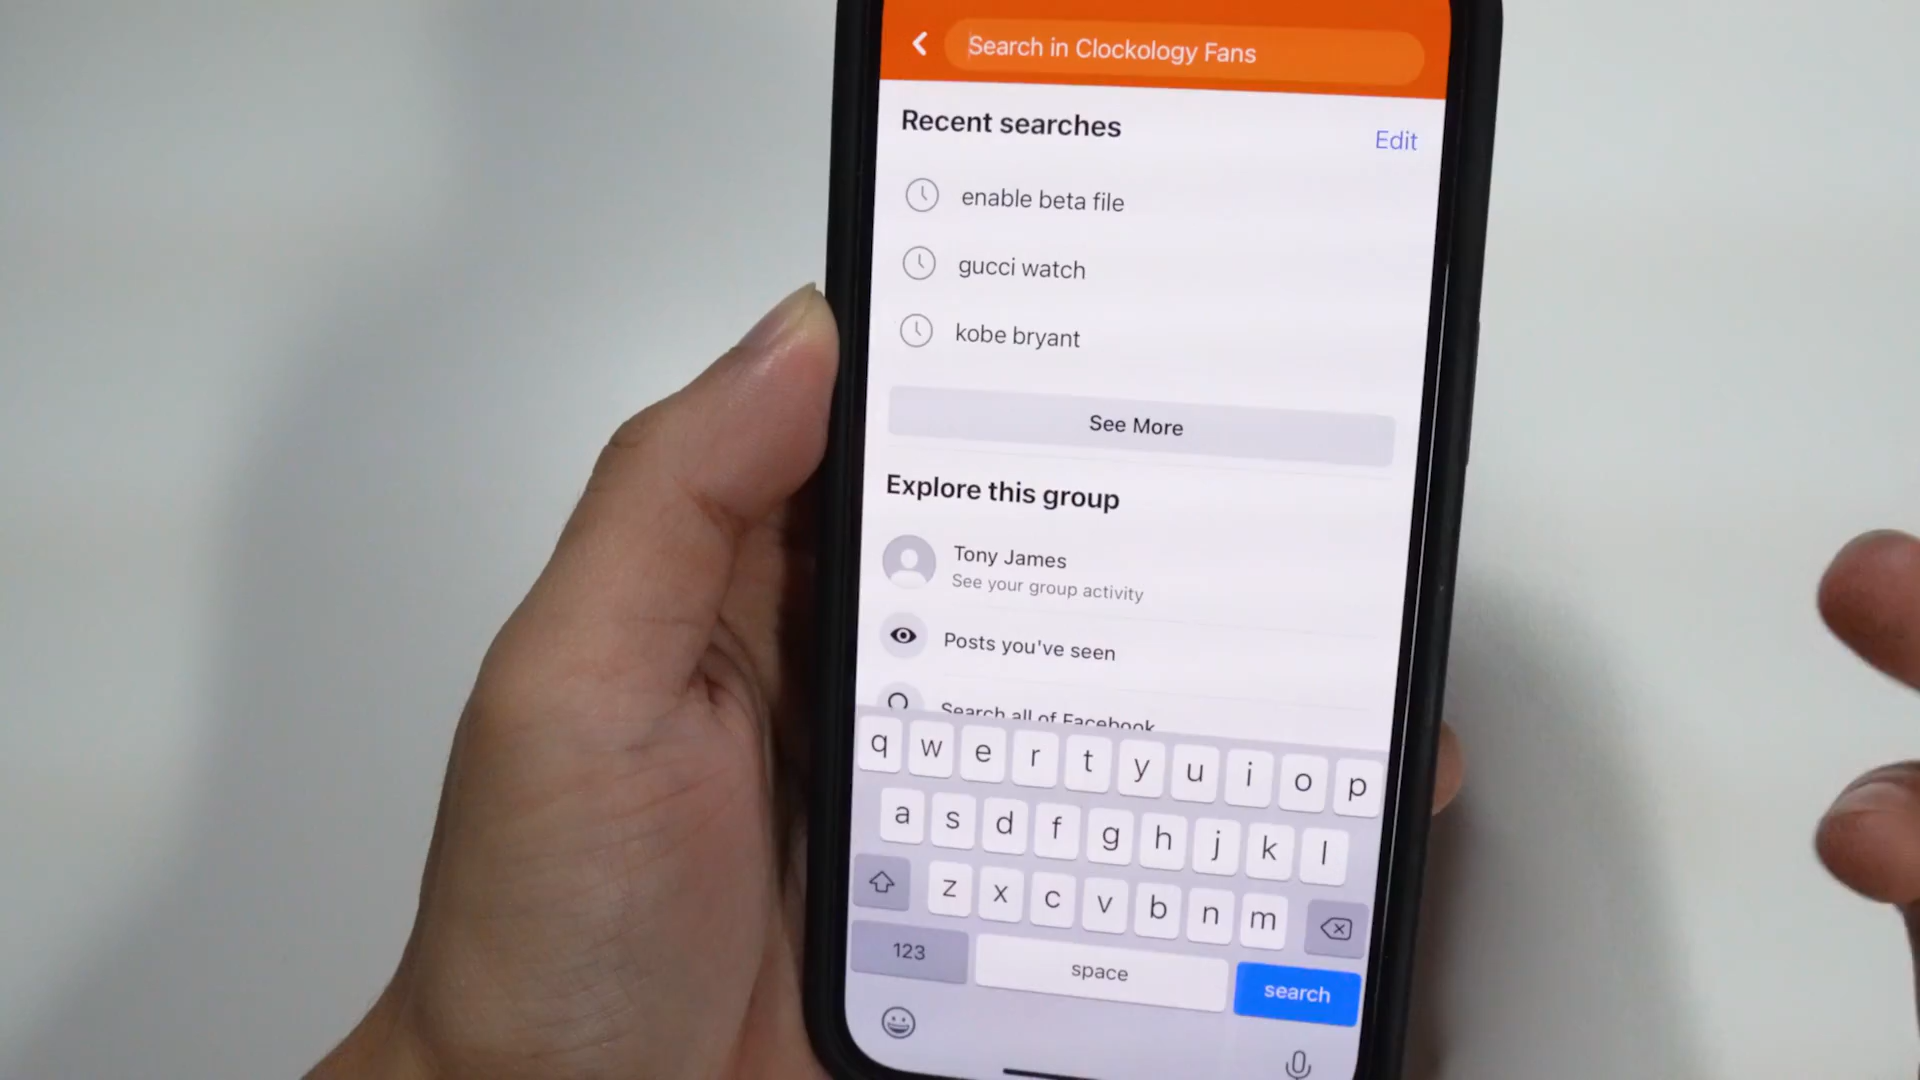 Search in Clockology Fans
Recent searches
Edit
enable beta file
gucci watch
kobe bryant
See More
Explore this group
Tony James
See your group activity
Posts you've seen
Search all of Facebook
q w e r t y u i o p
a s d f g h j k l
z x c v b n m
123
space
search